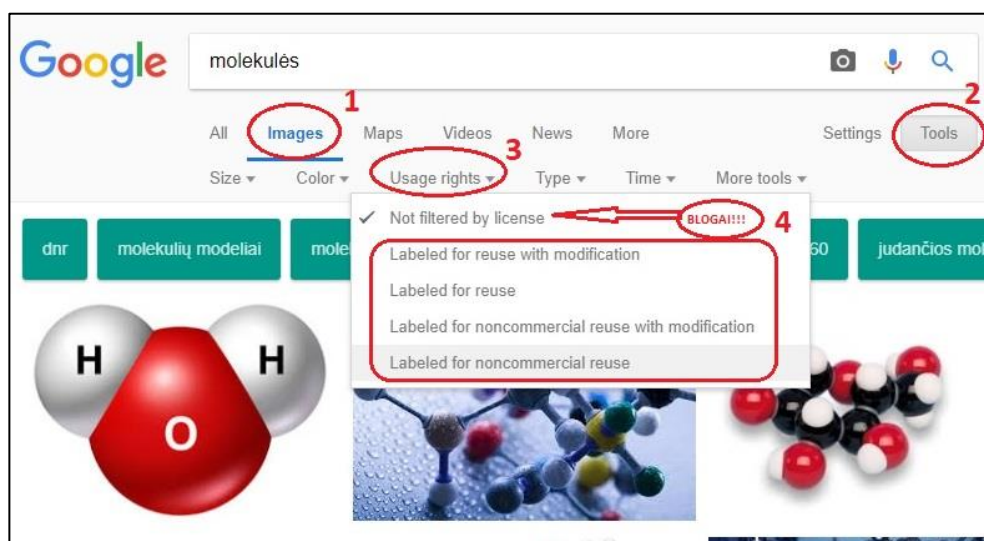 Google
molekulės
1
2
All Images Maps Videos News More Settings Tools
3
Size Color Usage rights Type Time More tools
Not filtered by license BLOGAI!!! 4
Labeled for reuse with modification
Labeled for reuse
Labeled for noncommercial reuse with modification
Labeled for noncommercial reuse
dnr molekulių modeliai 60
H H
O